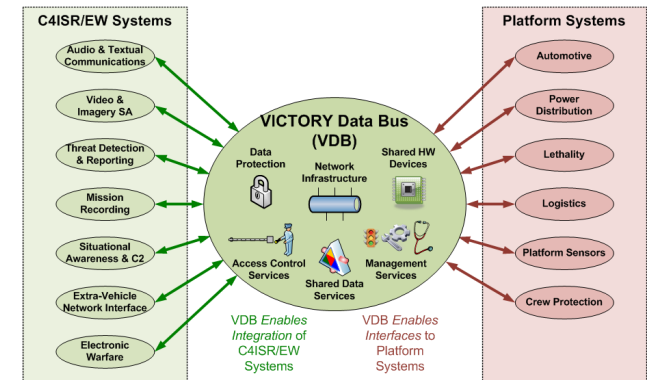 C4ISR/EW Systems
Audio & Textual
Communications
Video &
Imagery SA
Threat Detection
& Reporting
Mission
Recording
Situational
Awareness & C2
Extra-Vehicle
Network Interface
Electronic
Warfare
VICTORY Data Bus
(VDB)
Data
Protection
Network
Infrastructure
Shared HW
Devices
Access Control
Services
Shared Data
Services
Management
Services
VDB Enables
Integration of
C4ISR/EW
Systems
VDB Enables
Interfaces to
Platform
Systems
Platform Systems
Automotive
Power
Distribution
Lethality
Logistics
Platform Sensors
Crew Protection